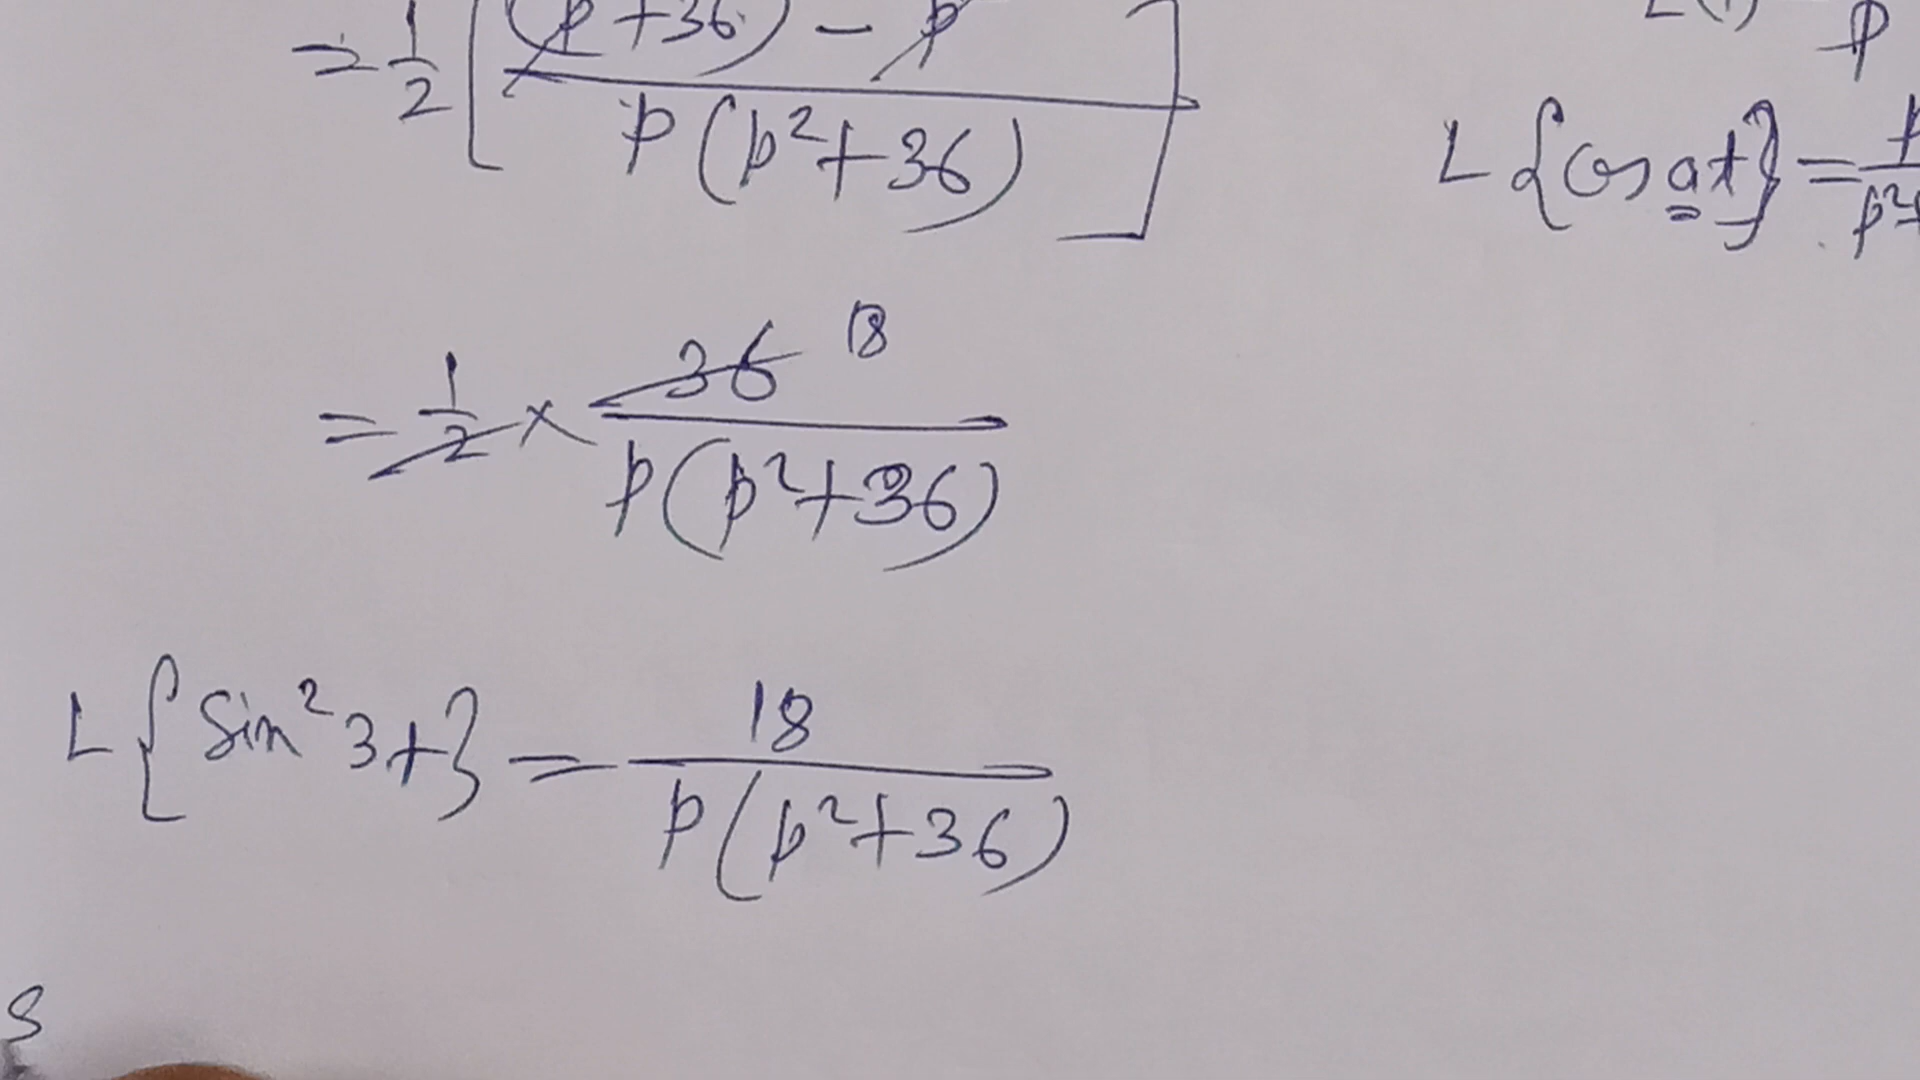 = 1/2 [ (p +36) - p / p(p²+36) ]
L{cos at} = p / p²+
= 1/2 × 36 18 / p(p²+36)
L{Sin² 3t} = 18 / p(p²+36)